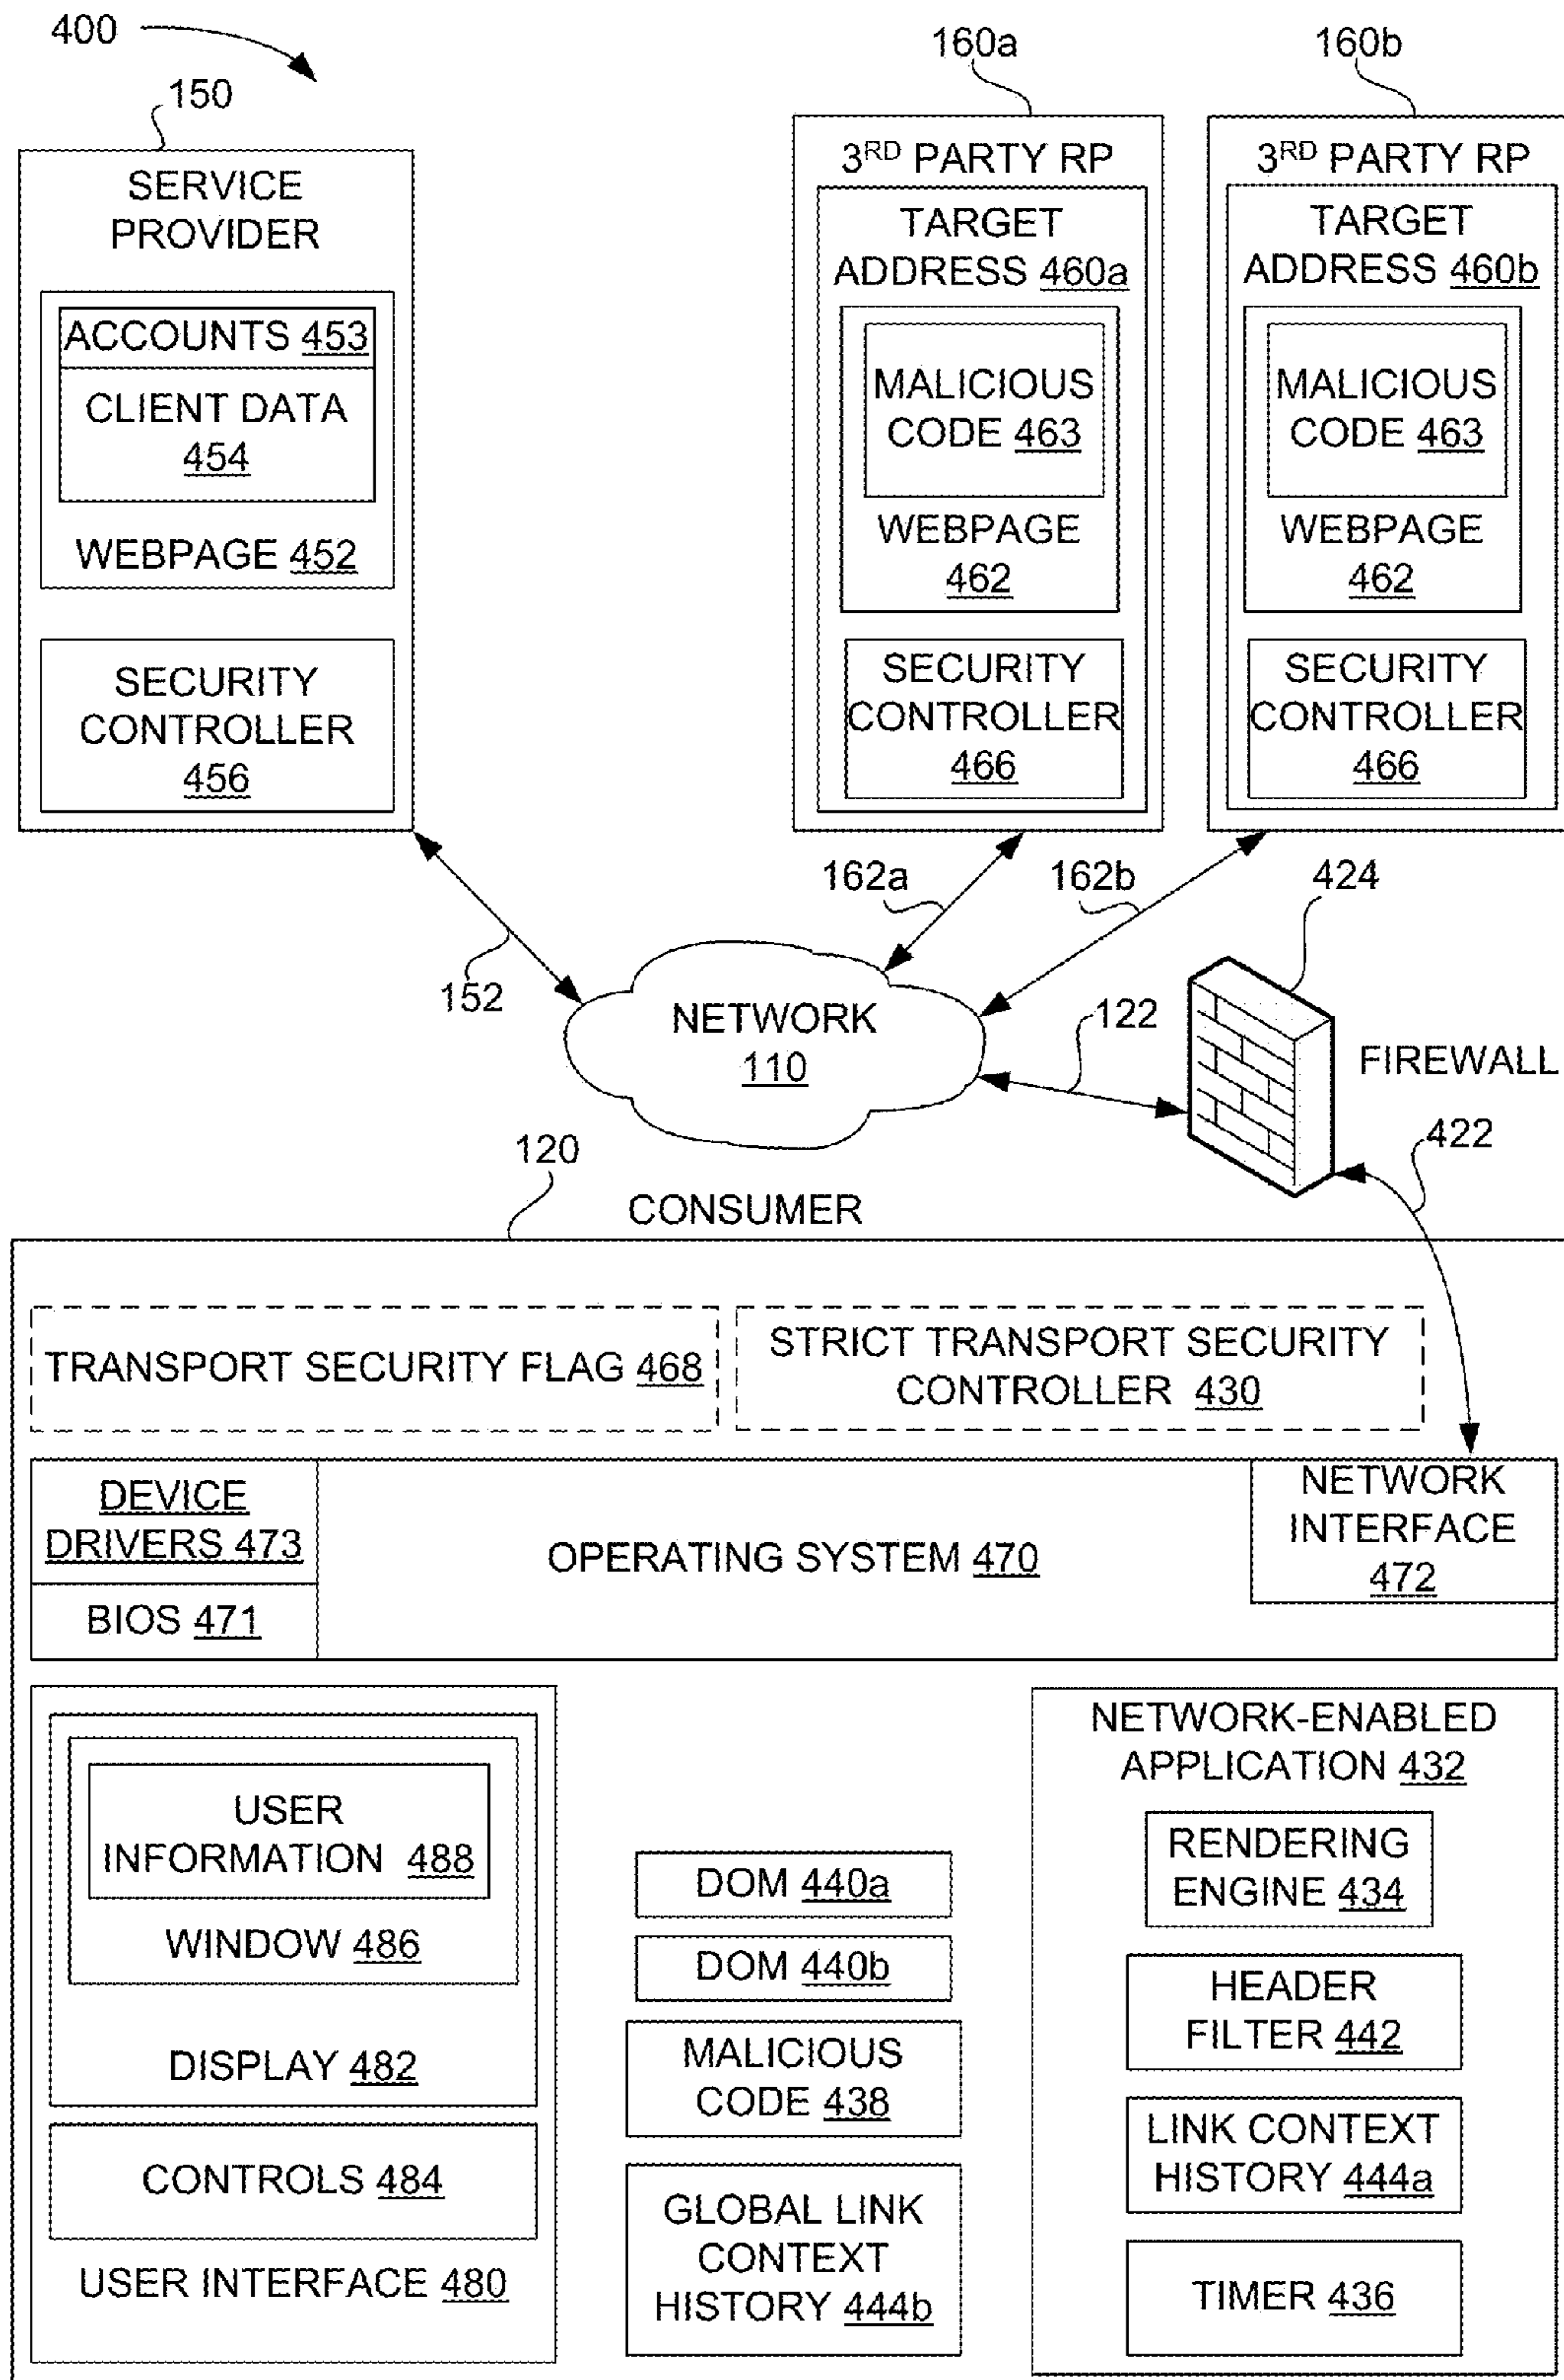 400
150
SERVICE
PROVIDER
ACCOUNTS 453
CLIENT DATA
454
WEBPAGE 452
SECURITY
CONTROLLER
456
160a
3RD PARTY RP
TARGET
ADDRESS 460a
MALICIOUS
CODE 463
WEBPAGE
462
SECURITY
CONTROLLER
466
160b
3RD PARTY RP
TARGET
ADDRESS 460b
MALICIOUS
CODE 463
WEBPAGE
462
SECURITY
CONTROLLER
466
152
162a
162b
424
NETWORK
110
122
FIREWALL
422
120
CONSUMER
TRANSPORT SECURITY FLAG 468
STRICT TRANSPORT SECURITY
CONTROLLER 430
DEVICE
DRIVERS 473
BIOS 471
OPERATING SYSTEM 470
NETWORK
INTERFACE
472
USER
INFORMATION 488
WINDOW 486
DISPLAY 482
CONTROLS 484
USER INTERFACE 480
DOM 440a
DOM 440b
MALICIOUS
CODE 438
GLOBAL LINK
CONTEXT
HISTORY 444b
NETWORK-ENABLED
APPLICATION 432
RENDERING
ENGINE 434
HEADER
FILTER 442
LINK CONTEXT
HISTORY 444a
TIMER 436